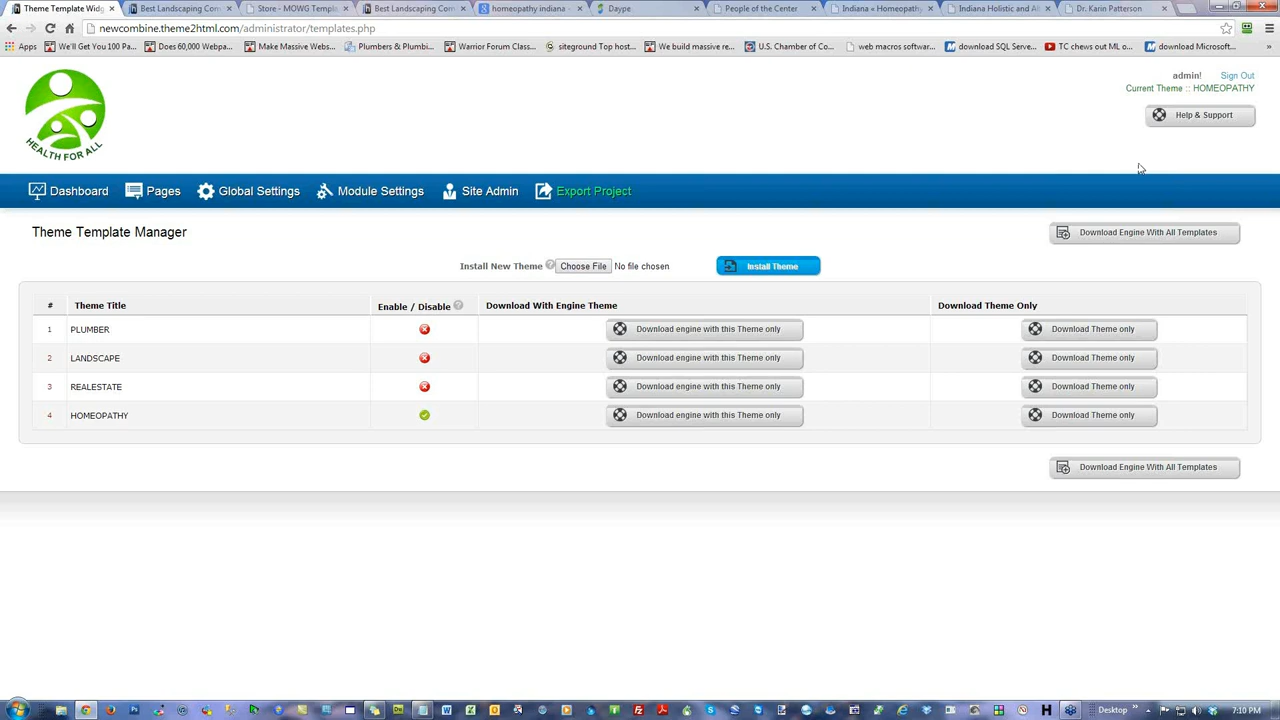 Theme Template Widg
Best Landscaping Con
Store - MOWG Templ
Best Landscaping Con
homeopathy indiana -
Daype
People of the Center
Indiana « Homeopathy
Indiana Holistic and Al
Dr. Karin Patterson
newcombine.theme2html.com/administrator/templates.php
Apps
We'll Get You 100 Pa...
Does 60,000 Webpa...
Make Massive Webs...
Plumbers & Plumbi...
Warrior Forum Class...
siteground Top host...
We build massive re...
U.S. Chamber of Co...
web macros softwar...
download SQL Serve...
TC chews out ML o...
download Microsoft...
HEALTH FOR ALL
admin! Sign Out
Current Theme :: HOMEOPATHY
Help & Support
Dashboard Pages Global Settings Module Settings Site Admin Export Project
Theme Template Manager
Download Engine With All Templates
Install New Theme Choose File No file chosen Install Theme
# Theme Title Enable / Disable Download With Engine Theme Download Theme Only
1 PLUMBER Download engine with this Theme only Download Theme only
2 LANDSCAPE Download engine with this Theme only Download Theme only
3 REALESTATE Download engine with this Theme only Download Theme only
4 HOMEOPATHY Download engine with this Theme only Download Theme only
Download Engine With All Templates
Desktop
7:10 PM